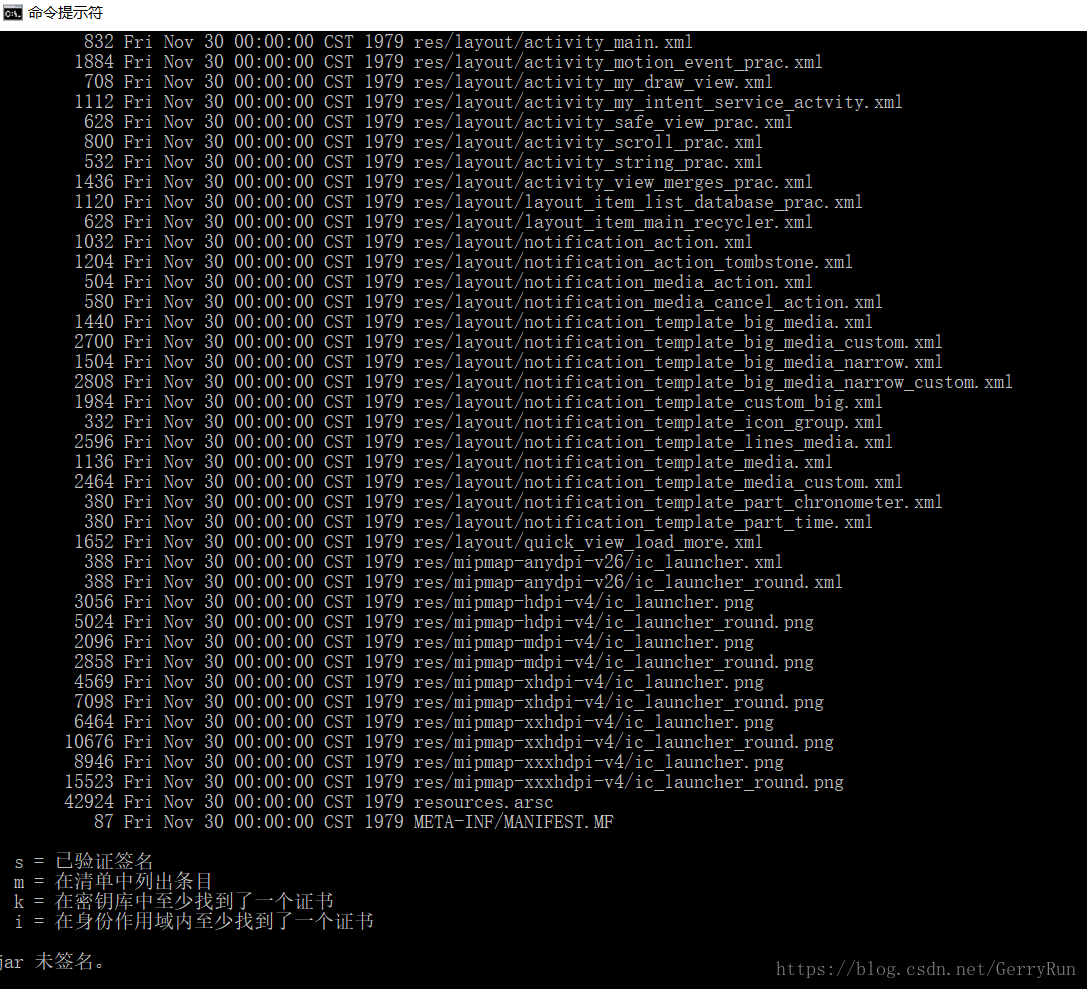 命令提示符
832 Fri Nov 30 00:00:00 CST 1979 res/layout/activity_main.xml
1884 Fri Nov 30 00:00:00 CST 1979 res/layout/activity_motion_event_prac.xml
708 Fri Nov 30 00:00:00 CST 1979 res/layout/activity_my_draw_view.xml
1112 Fri Nov 30 00:00:00 CST 1979 res/layout/activity_my_intent_service_actvity.xml
628 Fri Nov 30 00:00:00 CST 1979 res/layout/activity_safe_view_prac.xml
800 Fri Nov 30 00:00:00 CST 1979 res/layout/activity_scroll_prac.xml
532 Fri Nov 30 00:00:00 CST 1979 res/layout/activity_string_prac.xml
1436 Fri Nov 30 00:00:00 CST 1979 res/layout/activity_view_merges_prac.xml
1120 Fri Nov 30 00:00:00 CST 1979 res/layout/layout_item_list_database_prac.xml
628 Fri Nov 30 00:00:00 CST 1979 res/layout/layout_item_main_recycler.xml
1032 Fri Nov 30 00:00:00 CST 1979 res/layout/notification_action.xml
1204 Fri Nov 30 00:00:00 CST 1979 res/layout/notification_action_tombstone.xml
504 Fri Nov 30 00:00:00 CST 1979 res/layout/notification_media_action.xml
580 Fri Nov 30 00:00:00 CST 1979 res/layout/notification_media_cancel_action.xml
1440 Fri Nov 30 00:00:00 CST 1979 res/layout/notification_template_big_media.xml
2700 Fri Nov 30 00:00:00 CST 1979 res/layout/notification_template_big_media_custom.xml
1504 Fri Nov 30 00:00:00 CST 1979 res/layout/notification_template_big_media_narrow.xml
2808 Fri Nov 30 00:00:00 CST 1979 res/layout/notification_template_big_media_narrow_custom.xml
1984 Fri Nov 30 00:00:00 CST 1979 res/layout/notification_template_custom_big.xml
332 Fri Nov 30 00:00:00 CST 1979 res/layout/notification_template_icon_group.xml
2596 Fri Nov 30 00:00:00 CST 1979 res/layout/notification_template_lines_media.xml
1136 Fri Nov 30 00:00:00 CST 1979 res/layout/notification_template_media.xml
2464 Fri Nov 30 00:00:00 CST 1979 res/layout/notification_template_media_custom.xml
380 Fri Nov 30 00:00:00 CST 1979 res/layout/notification_template_part_chronometer.xml
380 Fri Nov 30 00:00:00 CST 1979 res/layout/notification_template_part_time.xml
1652 Fri Nov 30 00:00:00 CST 1979 res/layout/quick_view_load_more.xml
388 Fri Nov 30 00:00:00 CST 1979 res/mipmap-anydpi-v26/ic_launcher.xml
388 Fri Nov 30 00:00:00 CST 1979 res/mipmap-anydpi-v26/ic_launcher_round.xml
3056 Fri Nov 30 00:00:00 CST 1979 res/mipmap-hdpi-v4/ic_launcher.png
5024 Fri Nov 30 00:00:00 CST 1979 res/mipmap-hdpi-v4/ic_launcher_round.png
2096 Fri Nov 30 00:00:00 CST 1979 res/mipmap-mdpi-v4/ic_launcher.png
2858 Fri Nov 30 00:00:00 CST 1979 res/mipmap-mdpi-v4/ic_launcher_round.png
4569 Fri Nov 30 00:00:00 CST 1979 res/mipmap-xhdpi-v4/ic_launcher.png
7098 Fri Nov 30 00:00:00 CST 1979 res/mipmap-xhdpi-v4/ic_launcher_round.png
6464 Fri Nov 30 00:00:00 CST 1979 res/mipmap-xxhdpi-v4/ic_launcher.png
10676 Fri Nov 30 00:00:00 CST 1979 res/mipmap-xxhdpi-v4/ic_launcher_round.png
8946 Fri Nov 30 00:00:00 CST 1979 res/mipmap-xxxhdpi-v4/ic_launcher.png
15523 Fri Nov 30 00:00:00 CST 1979 res/mipmap-xxxhdpi-v4/ic_launcher_round.png
42924 Fri Nov 30 00:00:00 CST 1979 resources.arsc
87 Fri Nov 30 00:00:00 CST 1979 META-INF/MANIFEST.MF
s = 已验证签名
m = 在清单中列出条目
k = 在密钥库中至少找到了一个证书
i = 在身份作用域内至少找到了一个证书
jar 未签名。
https://blog.csdn.net/GerryRun